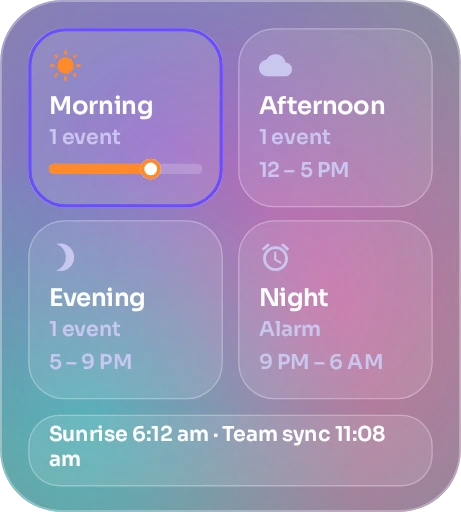 Morning
1 event
Afternoon
1 event
12 – 5 PM
Evening
1 event
5 – 9 PM
Night
Alarm
9 PM – 6 AM
Sunrise 6:12 am · Team sync 11:08
am